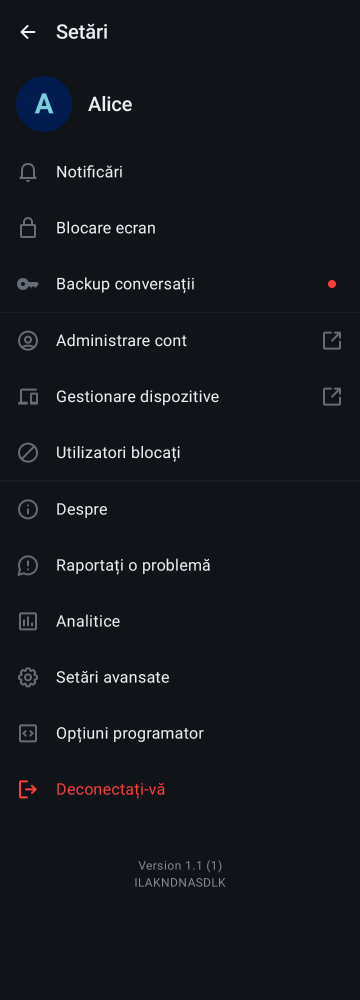 Setări
A
Alice
Notificări
Blocare ecran
Backup conversații
Administrare cont
Gestionare dispozitive
Utilizatori blocați
Despre
Raportați o problemă
Analitice
Setări avansate
Opțiuni programator
Deconectați-vă
Version 1.1 (1)
ILAKNDNASDLK